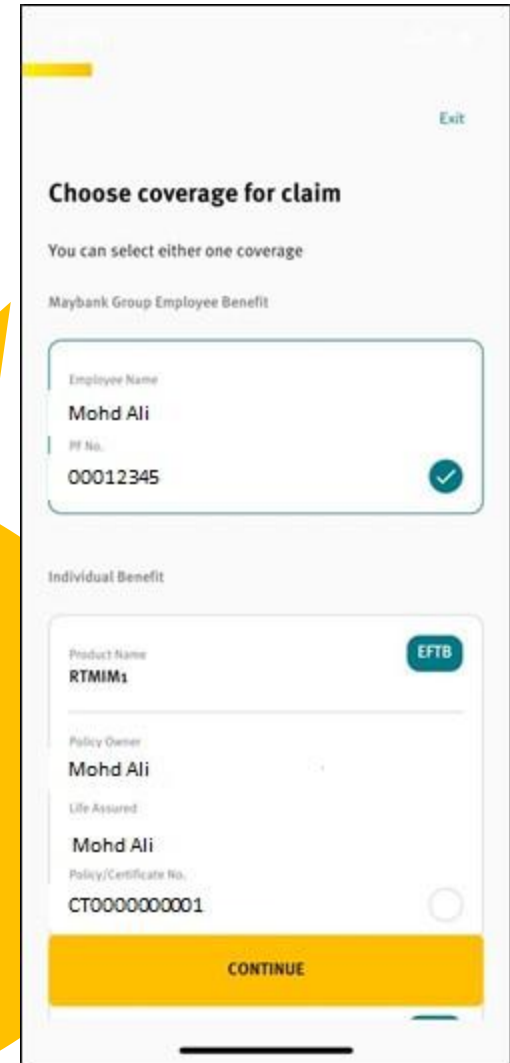 Exit
Choose coverage for claim
You can select either one coverage
Maybank Group Employee Benefit
Employee Name
Mohd Ali
PF No.
00012345
Individual Benefit
Product Name
EFTB
RTMIM1
Policy Owner
Mohd Ali
Life Assured
Mohd Ali
Policy/Certificate No.
CT0000000001
CONTINUE